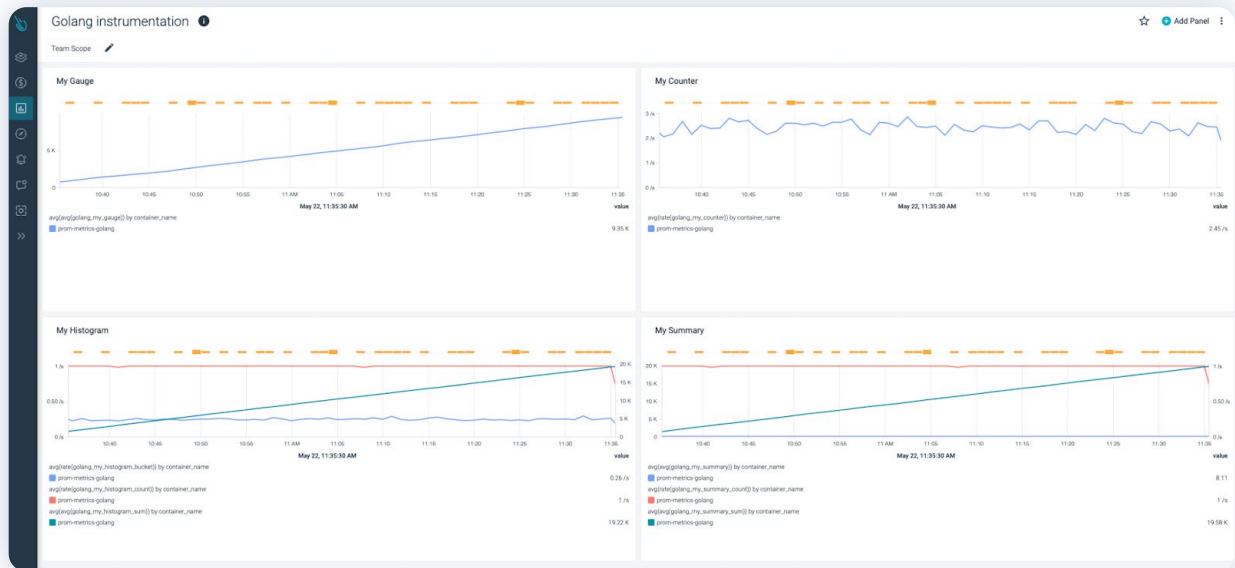 Golang instrumentation
Add Panel
Team Scope
My Gauge
5 K
0
10:40 10:45 10:50 10:55 11 AM 11:05 11:10 11:15 11:20 11:25 11:30 11:35
May 22, 11:35:30 AM value
avg(avg(golang_my_gauge)) by container_name
prom-metrics-golang 9.35 K
My Counter
3 /s
2 /s
1 /s
0 /s
10:40 10:45 10:50 10:55 11 AM 11:05 11:10 11:15 11:20 11:25 11:30 11:35
May 22, 11:35:30 AM value
avg(rate(golang_my_counter)) by container_name
prom-metrics-golang 2.45 /s
My Histogram
1 /s 20 K
15 K
0.50 /s 10 K
5 K
0 /s 0
10:40 10:45 10:50 10:55 11 AM 11:05 11:10 11:15 11:20 11:25 11:30 11:35
May 22, 11:35:30 AM value
avg(rate(golang_my_histogram_bucket)) by container_name
prom-metrics-golang 0.26 /s
avg(rate(golang_my_histogram_count)) by container_name
prom-metrics-golang 1 /s
avg(avg(golang_my_histogram_sum)) by container_name
prom-metrics-golang 19.22 K
My Summary
20 K 1 /s
15 K
10 K 0.50 /s
5 K
0 0 /s
10:40 10:45 10:50 10:55 11 AM 11:05 11:10 11:15 11:20 11:25 11:30 11:35
May 22, 11:35:30 AM value
avg(avg(golang_my_summary)) by container_name
prom-metrics-golang 8.11
avg(rate(golang_my_summary_count)) by container_name
prom-metrics-golang 1 /s
avg(avg(golang_my_summary_sum)) by container_name
prom-metrics-golang 19.58 K